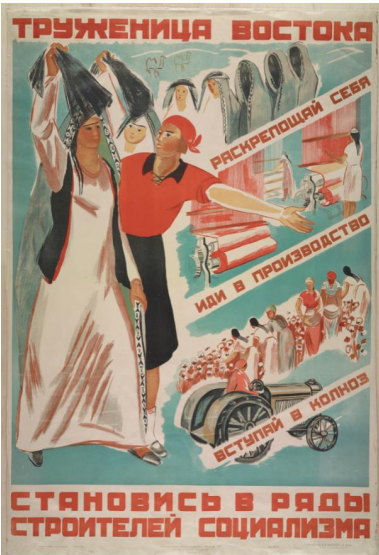 ТРУЖЕНИЦА ВОСТОКА
РАСКРЕПОЩАЙ СЕБЯ
ИДИ В ПРОИЗВОДСТВО
ВСТУПАЙ В КОЛХОЗ
СТАНОВИСЬ В РЯДЫ
СТРОИТЕЛЕЙ СОЦИАЛИЗМА